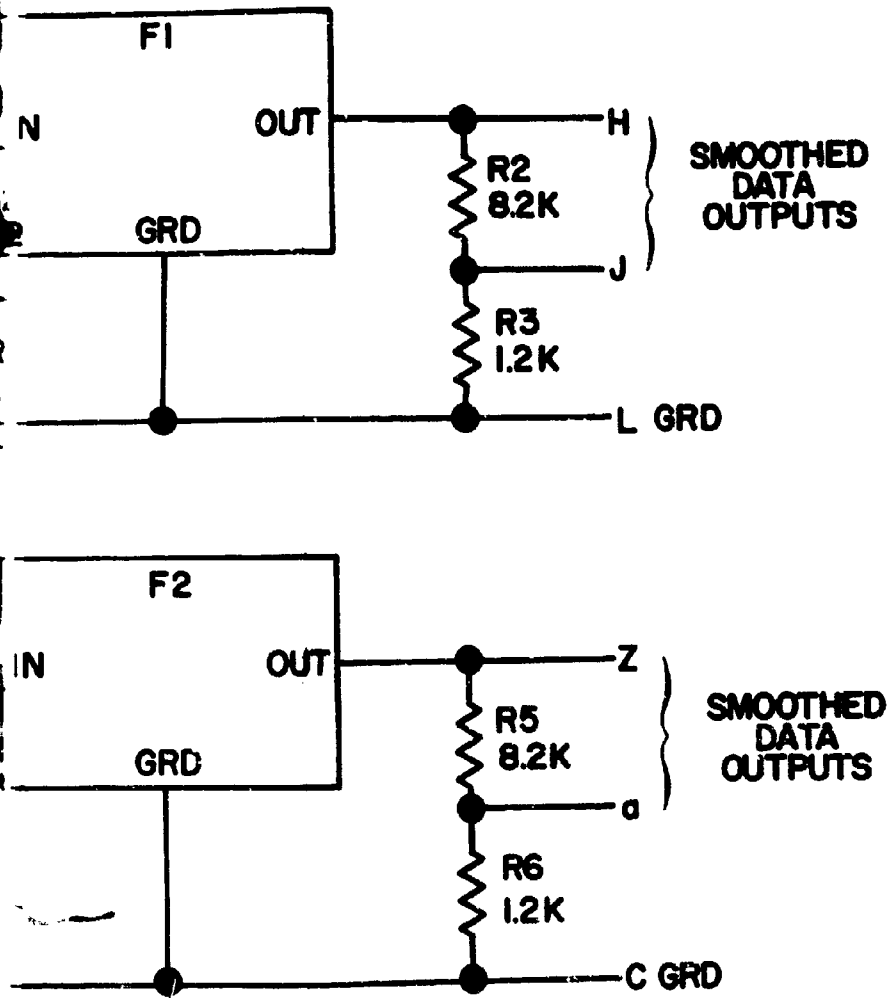 F1
N
OUT
H
R2
8.2K
SMOOTHED
DATA
OUTPUTS
GRD
J
R3
1.2K
L GRD
F2
IN
OUT
Z
R5
8.2K
SMOOTHED
DATA
OUTPUTS
GRD
a
R6
1.2K
C GRD